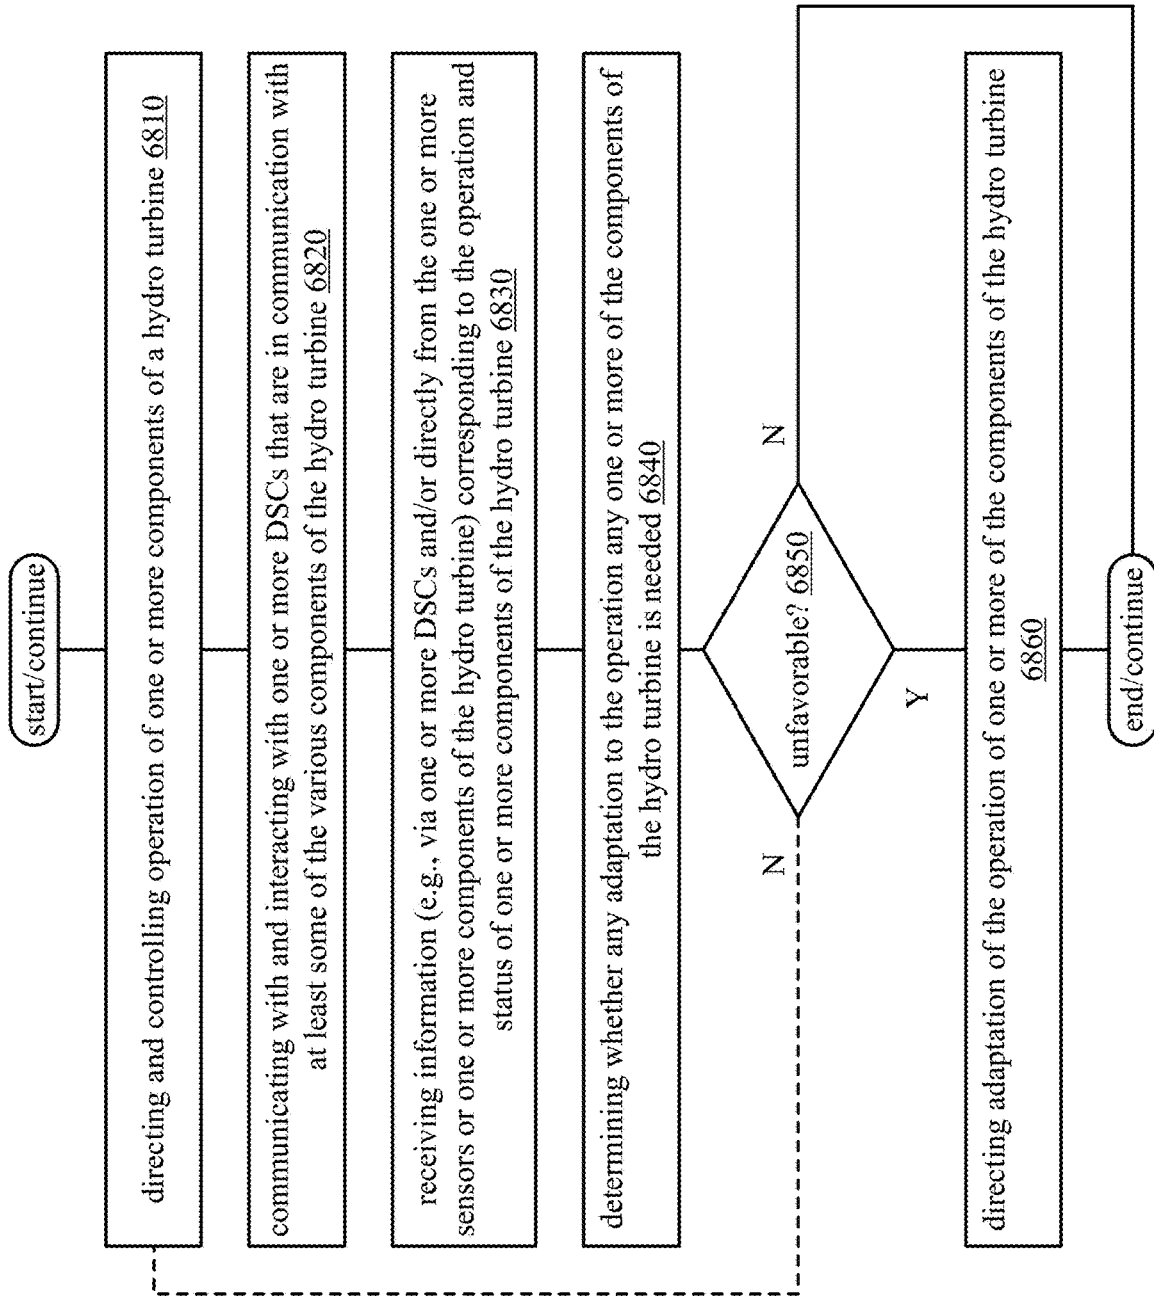 start/continue
directing and controlling operation of one or more components of a hydro turbine 6810
communicating with and interacting with one or more DSCs that are in communication with
at least some of the various components of the hydro turbine 6820
receiving information (e.g., via one or more DSCs and/or directly from the one or more
sensors or one or more components of the hydro turbine) corresponding to the operation and
status of one or more components of the hydro turbine 6830
determining whether any adaptation to the operation any one or more of the components of
the hydro turbine is needed 6840
unfavorable? 6850
N
N
Y
directing adaptation of the operation of one or more of the components of the hydro turbine
6860
end/continue